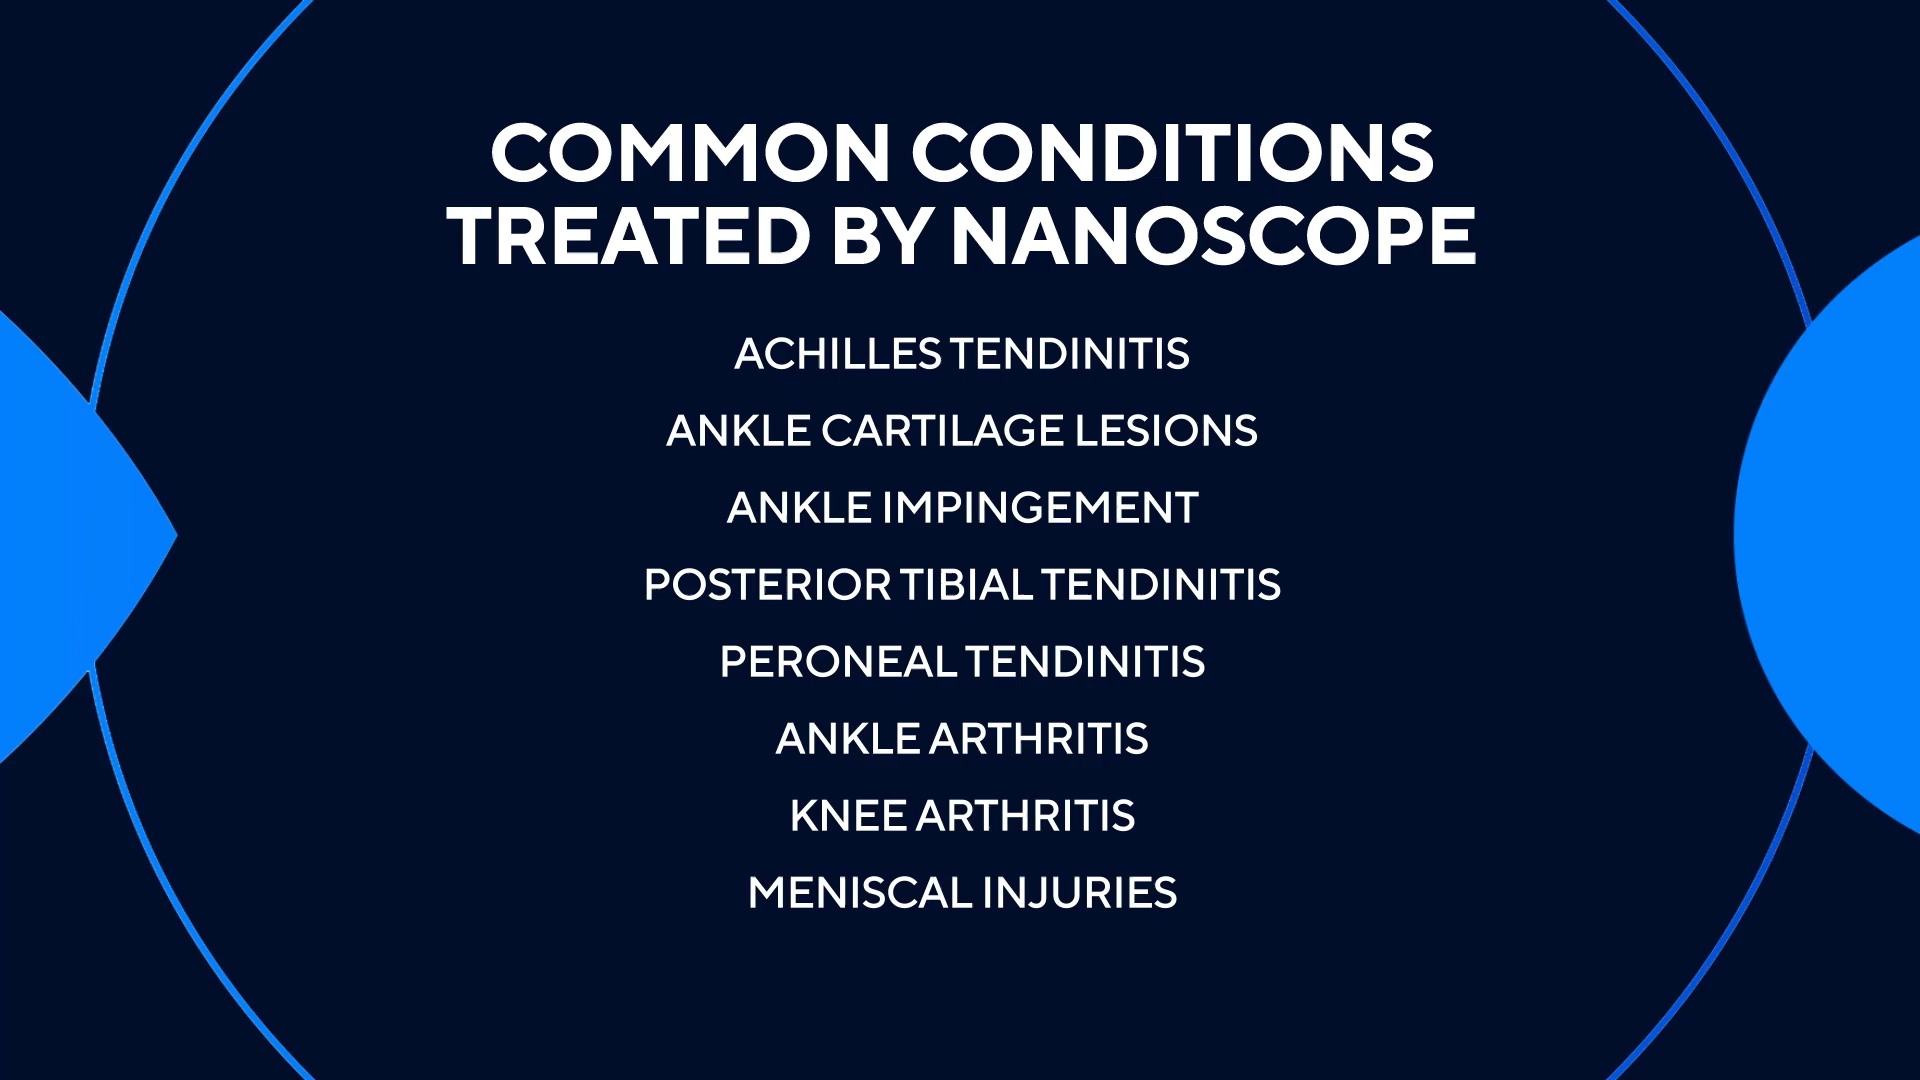 COMMON CONDITIONS
TREATED BY NANOSCOPE
ACHILLES TENDINITIS
ANKLE CARTILAGE LESIONS
ANKLE IMPINGEMENT
POSTERIOR TIBIAL TENDINITIS
PERONEAL TENDINITIS
ANKLE ARTHRITIS
KNEE ARTHRITIS
MENISCAL INJURIES